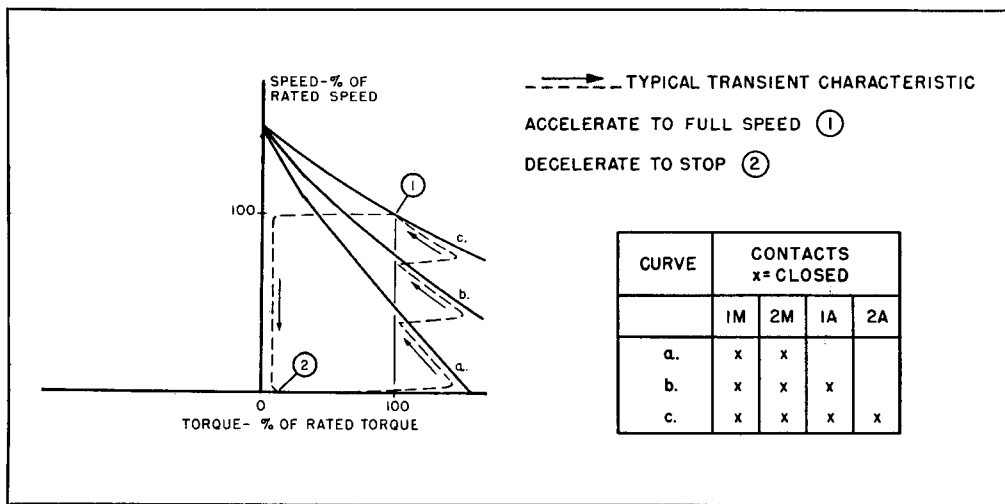 SPEED-% OF
RATED SPEED
TYPICAL TRANSIENT CHARACTERISTIC
ACCELERATE TO FULL SPEED 1
DECELERATE TO STOP 2
1
100
c.
b.
a.
2
0
100
TORQUE- % OF RATED TORQUE
CURVE CONTACTS
x= CLOSED
1M 2M 1A 2A
a. x x
b. x x x
c. x x x x